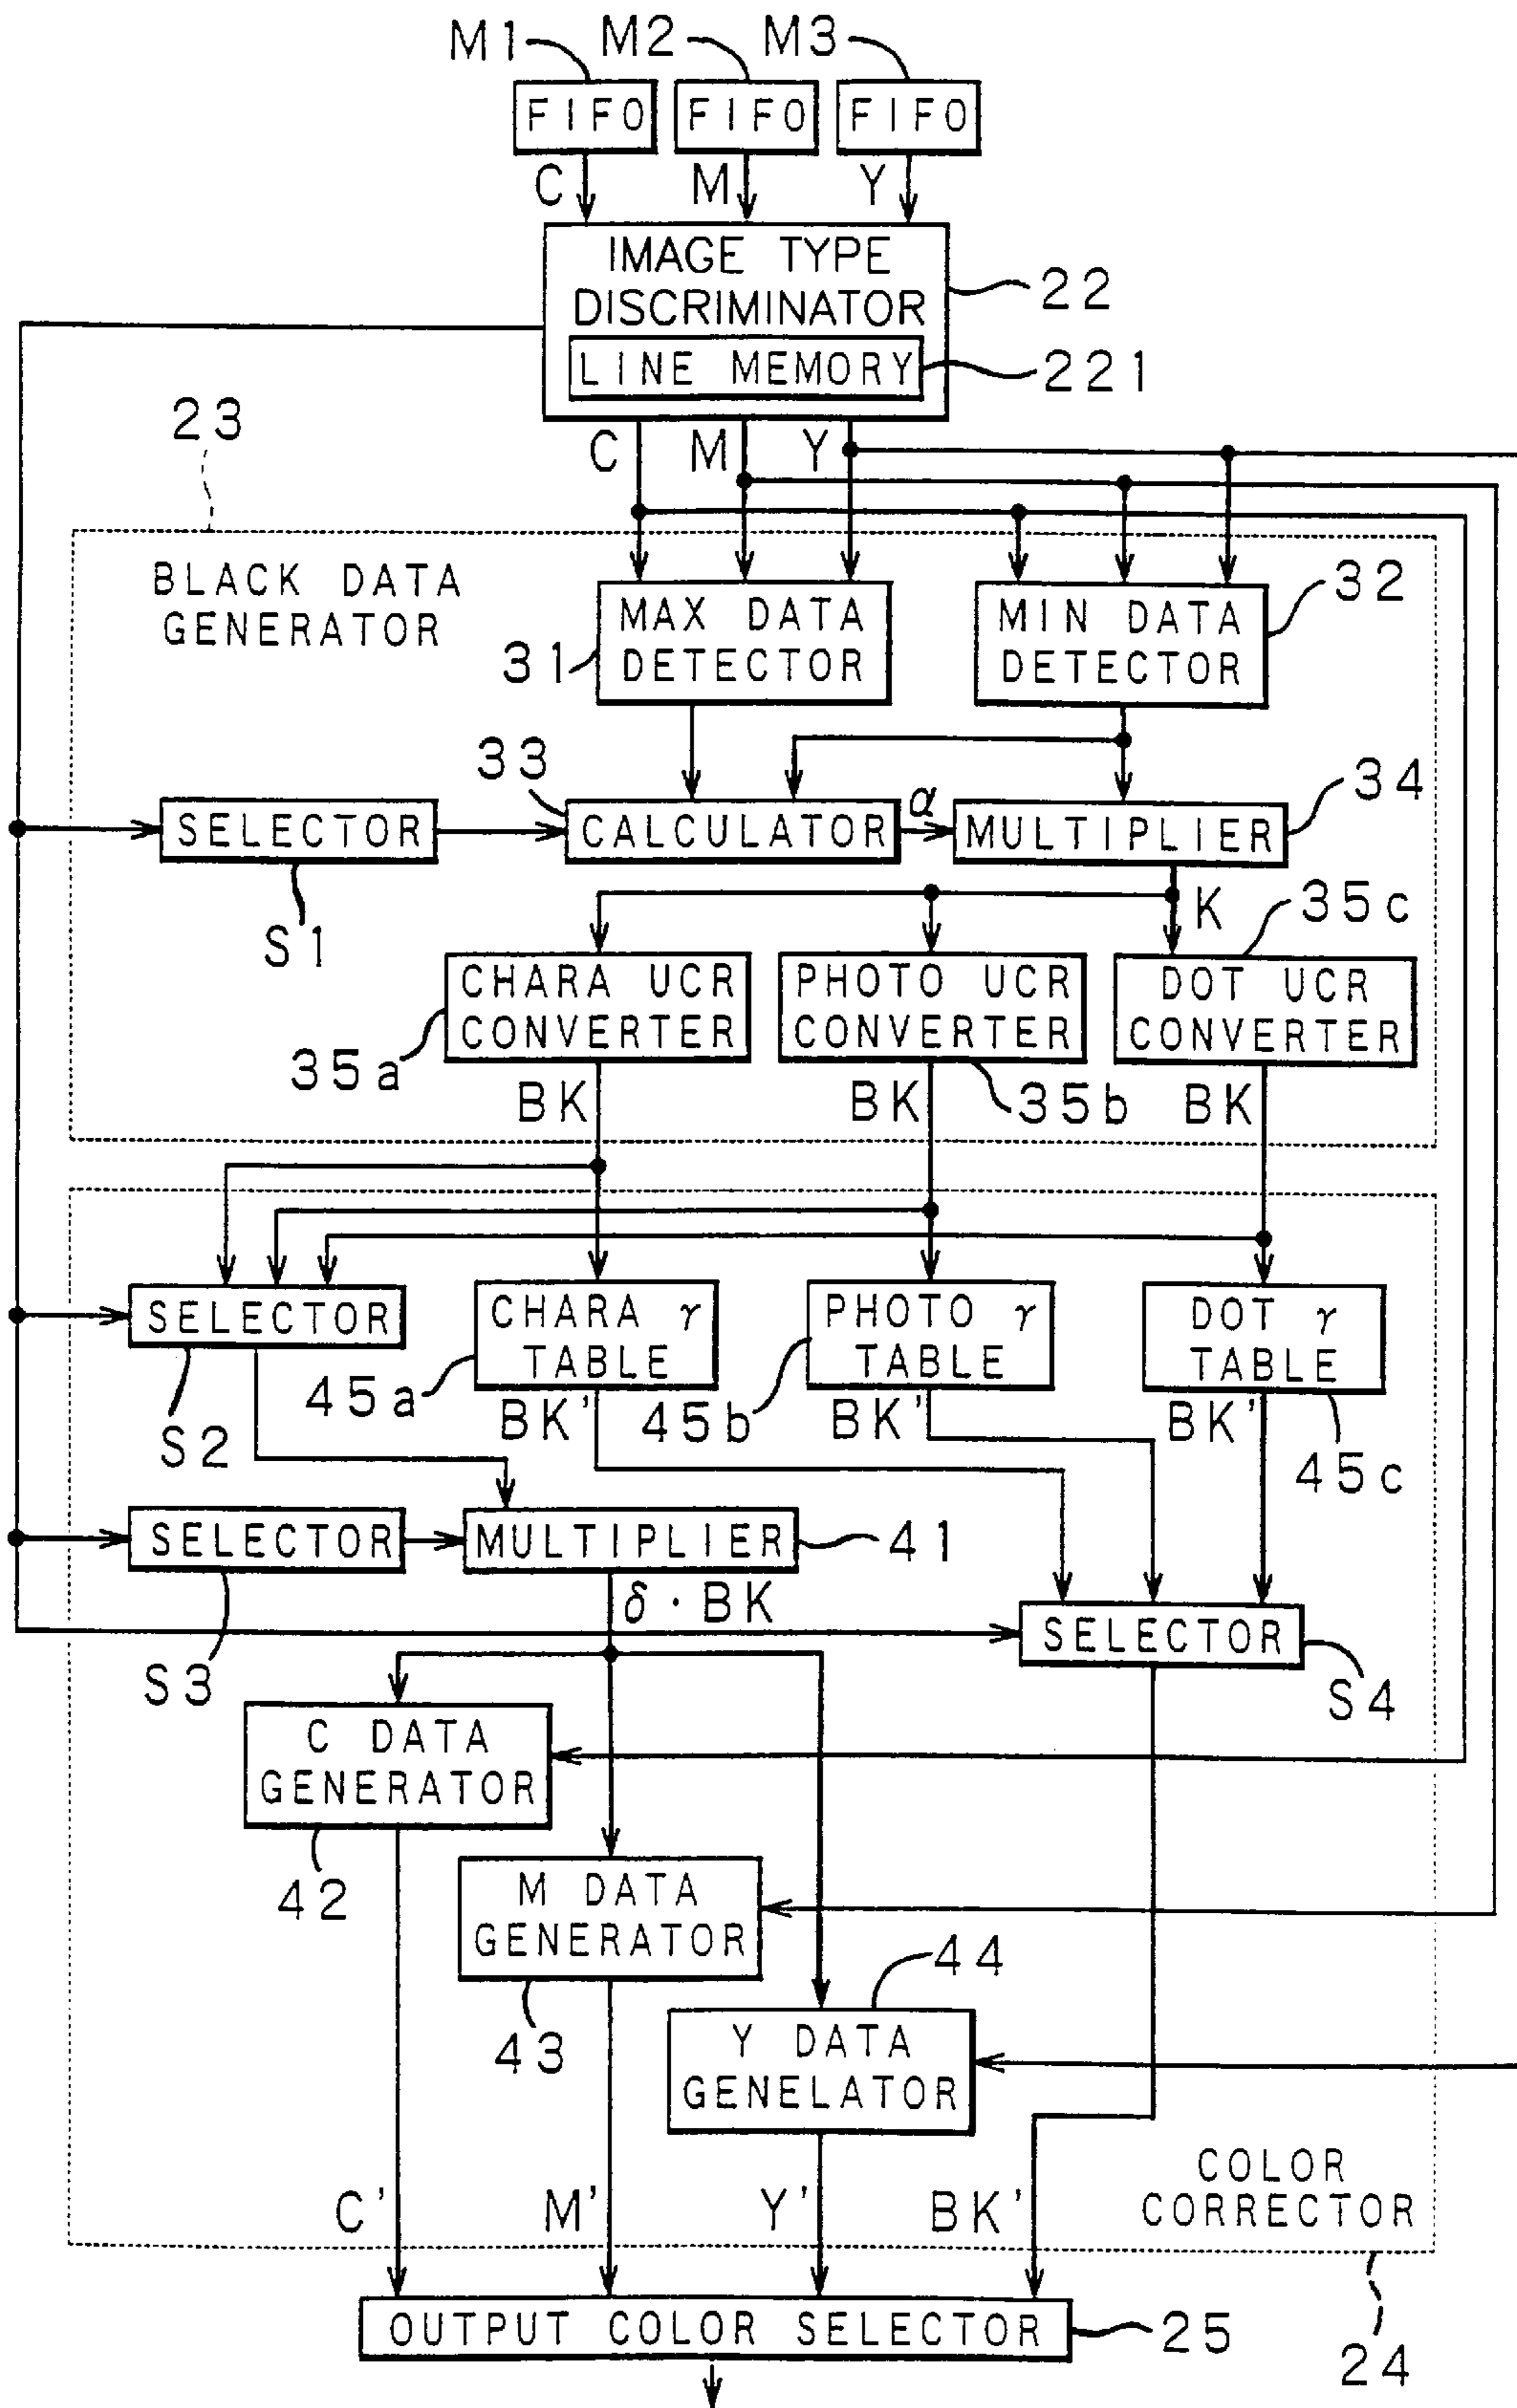 M1 M2 M3
FIFO FIFO FIFO
C M Y
IMAGE TYPE
DISCRIMINATOR
22
LINE MEMORY
221
23
C M Y
BLACK DATA
GENERATOR
MAX DATA
DETECTOR
31
MIN DATA
DETECTOR
32
33
34
SELECTOR
CALCULATOR
α
MULTIPLIER
S1
K
35c
CHARA UCR
CONVERTER
PHOTO UCR
CONVERTER
DOT UCR
CONVERTER
35a
35b
BK BK BK
SELECTOR
CHARA γ
TABLE
PHOTO γ
TABLE
DOT γ
TABLE
S2
45a
BK'
45b
BK'
BK'
45c
SELECTOR
MULTIPLIER
41
δ・BK
SELECTOR
S3
S4
C DATA
GENERATOR
42
M DATA
GENERATOR
43
44
Y DATA
GENELATOR
COLOR
CORRECTOR
C' M' Y' BK'
OUTPUT COLOR SELECTOR
25
24